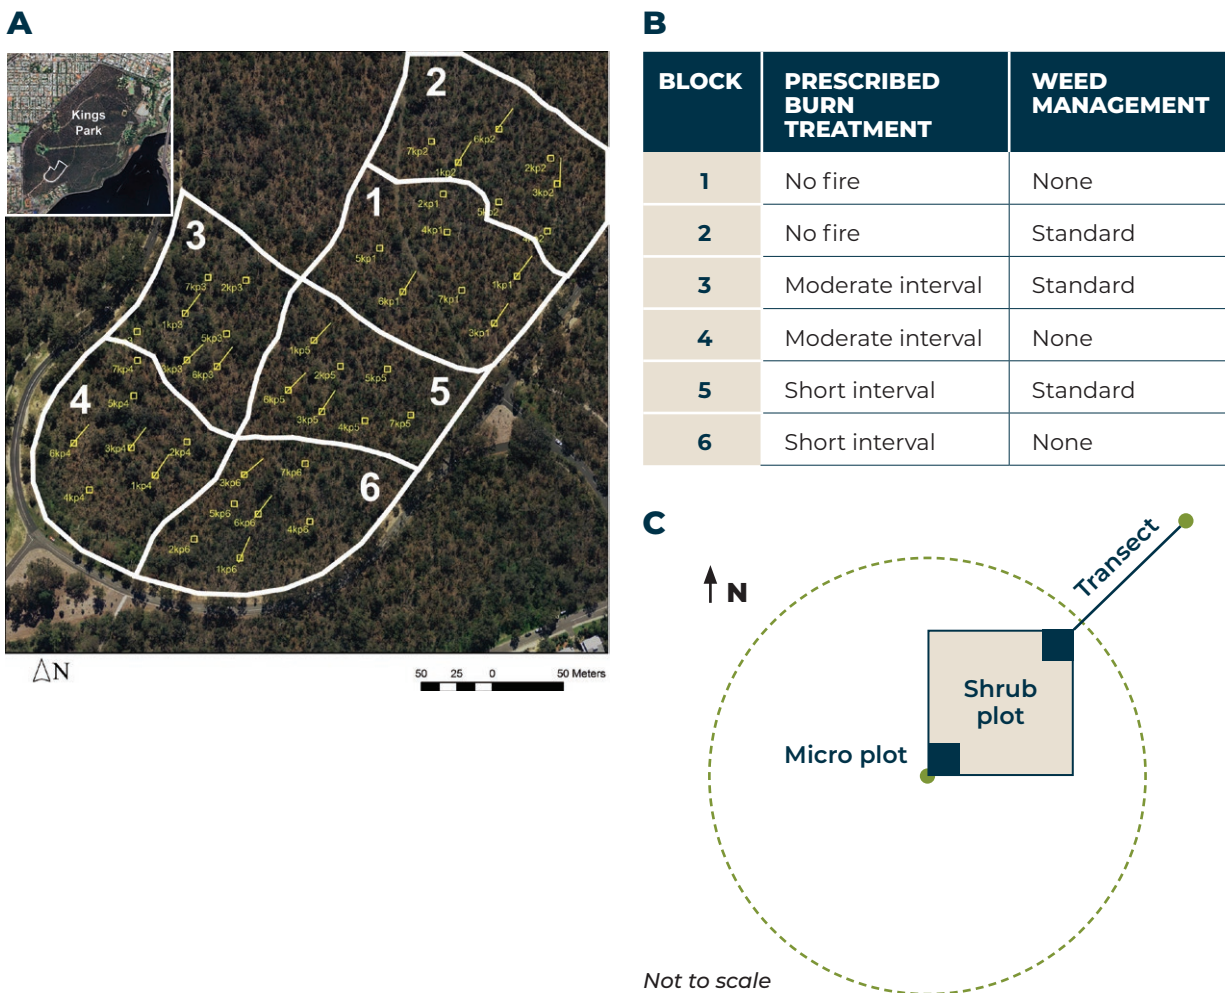 A
Kings
Park
2
6kp2
7kp2
1kp2
2kp2
3kp2
1
2kp1
5kp2
4kp1
5kp1
1kp1
6kp1
7kp1
3kp1
3
7kp3
2kp3
1kp3
5kp3
6kp3
1kp5
2kp5
5kp5
5
6kp5
3kp5
4kp5
7kp5
7kp4
4
5kp4
6kp4
3kp4
2kp4
1kp4
4kp4
3kp6
7kp6
6
5kp6
6kp6
4kp6
2kp6
1kp6
N
50 25 0 50 Meters
B
BLOCK PRESCRIBED BURN TREATMENT WEED MANAGEMENT
1 No fire None
2 No fire Standard
3 Moderate interval Standard
4 Moderate interval None
5 Short interval Standard
6 Short interval None
C
N
Transect
Shrub
plot
Micro plot
Not to scale